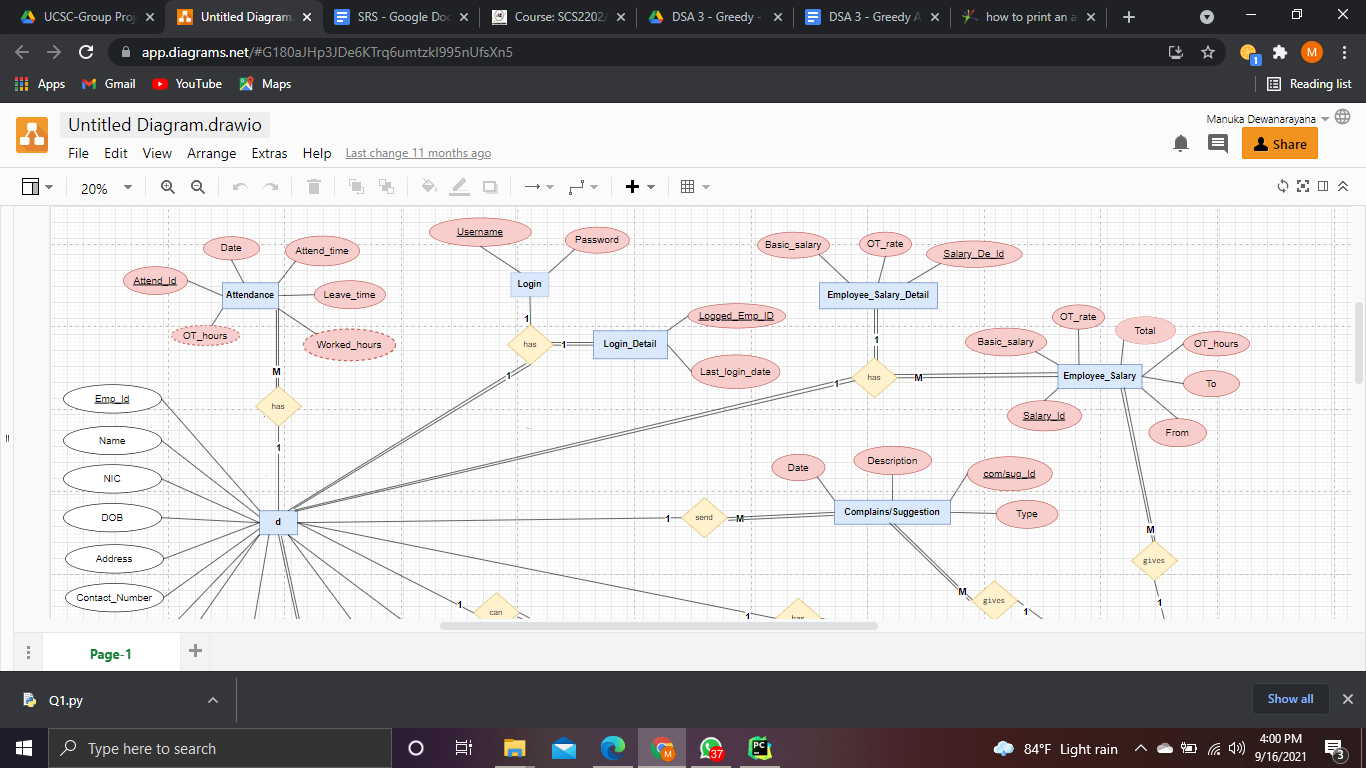 UCSC-Group Proj
Untitled Diagram.
SRS - Google Doc
Course: SCS2202/
DSA 3 - Greedy -
DSA 3 - Greedy A
how to print an a
app.diagrams.net/#G180aJHp3JDe6KTrq6umtzkI995nUfsXn5
1
M
Apps
Gmail
YouTube
Maps
Reading list
Untitled Diagram.drawio
Manuka Dewanarayana
File Edit View Arrange Extras Help Last change 11 months ago
Share
20%
Username
Password
Date
Attend_time
Basic_salary
OT_rate
Salary_De_Id
Attend_Id
Login
Attendance
Leave_time
Employee_Salary_Detail
Logged_Emp_ID
OT_rate
Total
1
OT_hours
Worked_hours
has
1
Login_Detail
1
Basic_salary
OT_hours
M
Last_login_date
1
1
has
M
Employee_Salary
To
Emp_Id
has
Salary_Id
From
Name
1
Date
Description
com/sug_Id
NIC
DOB
d
1
send
M
Complains/Suggestion
Type
M
Address
gives
Contact_Number
1
can
1
has
M
gives
1
1
Page-1
Q1.py
Show all
Type here to search
M
37
PC
84°F Light rain
4:00 PM
9/16/2021
3